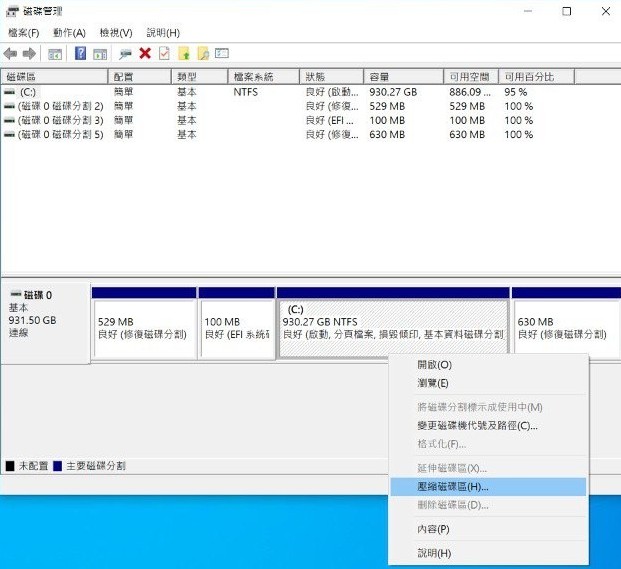 磁碟管理
檔案(F) 動作(A) 檢視(V) 說明(H)
磁碟區 配置 類型 檔案系統 狀態 容量 可用空間 可用百分比
(C:) 簡單 基本 NTFS 良好 (啟動... 930.27 GB 886.09 ... 95 %
(磁碟 0 磁碟分割 2) 簡單 基本 良好 (修復... 529 MB 529 MB 100 %
(磁碟 0 磁碟分割 3) 簡單 基本 良好 (EFI ... 100 MB 100 MB 100 %
(磁碟 0 磁碟分割 5) 簡單 基本 良好 (修復... 630 MB 630 MB 100 %
磁碟 0
基本
931.50 GB
連線
529 MB
良好 (修復磁碟分割)
100 MB
良好 (EFI 系統
(C:)
930.27 GB NTFS
良好 (啟動, 分頁檔案, 損毀傾印, 基本資料磁碟分割
630 MB
良好 (修復磁碟分割)
開啟(O)
瀏覽(E)
將磁碟分割標示成使用中(M)
變更磁碟機代號及路徑(C)...
格式化(F)...
延伸磁碟區(X)...
壓縮磁碟區(H)...
刪除磁碟區(D)...
內容(P)
說明(H)
未配置 主要磁碟分割